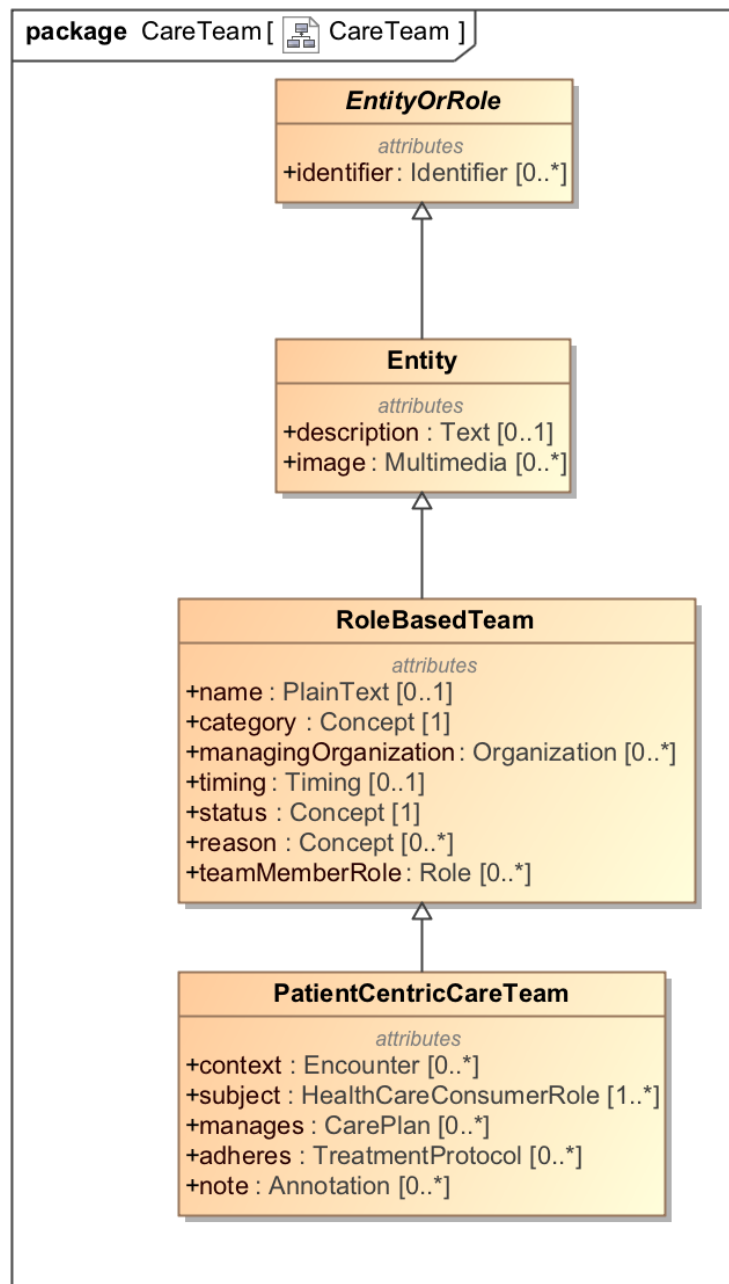 package CareTeam [ CareTeam ]
EntityOrRole
attributes
+identifier : Identifier [0..*]
Entity
attributes
+description : Text [0..1]
+image : Multimedia [0..*]
RoleBasedTeam
attributes
+name : PlainText [0..1]
+category : Concept [1]
+managingOrganization : Organization [0..*]
+timing : Timing [0..1]
+status : Concept [1]
+reason : Concept [0..*]
+teamMemberRole : Role [0..*]
PatientCentricCareTeam
attributes
+context : Encounter [0..*]
+subject : HealthCareConsumerRole [1..*]
+manages : CarePlan [0..*]
+adheres : TreatmentProtocol [0..*]
+note : Annotation [0..*]